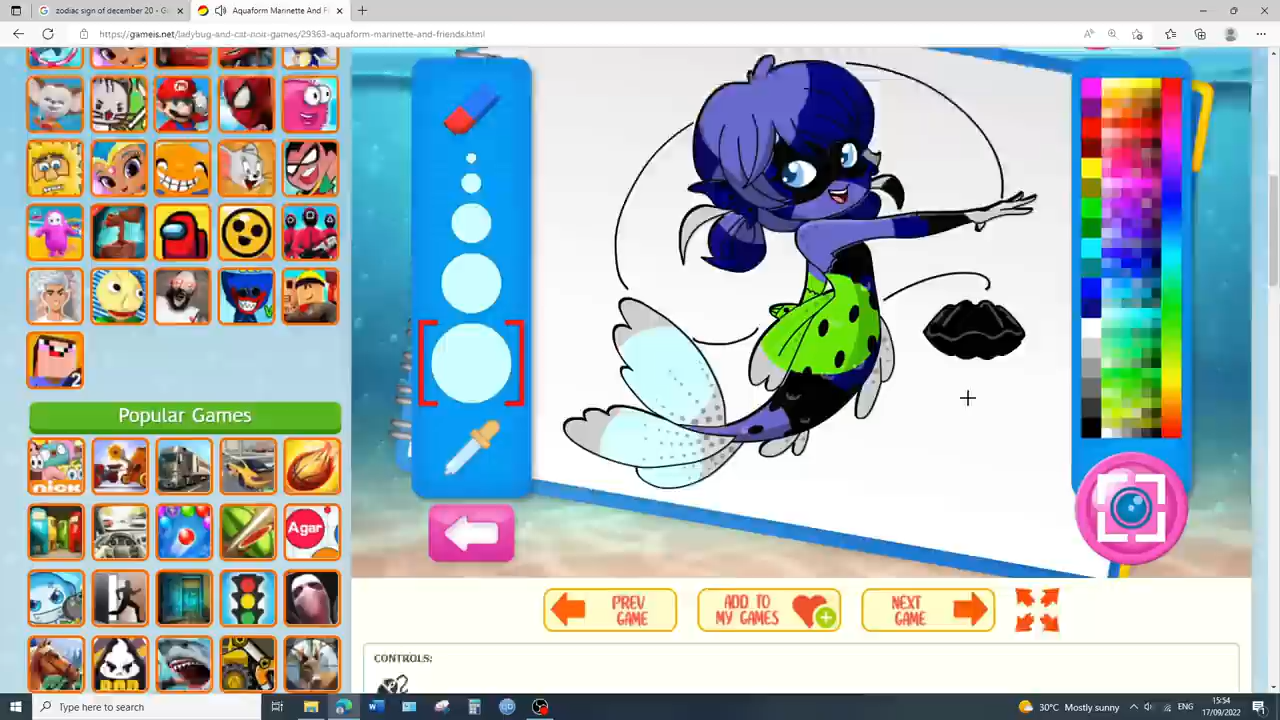 zodiac sign of december 20 - G
Aquaform Marinette And F
https://gameis.net/ladybug-and-cat-noir-games/29363-aquaform-marinette-and-friends.html
2
Popular Games
nick
Agar
PREV GAME
ADD TO MY GAMES
NEXT GAME
CONTROLS:
Type here to search
30°C Mostly sunny
15:54
17/09/2022